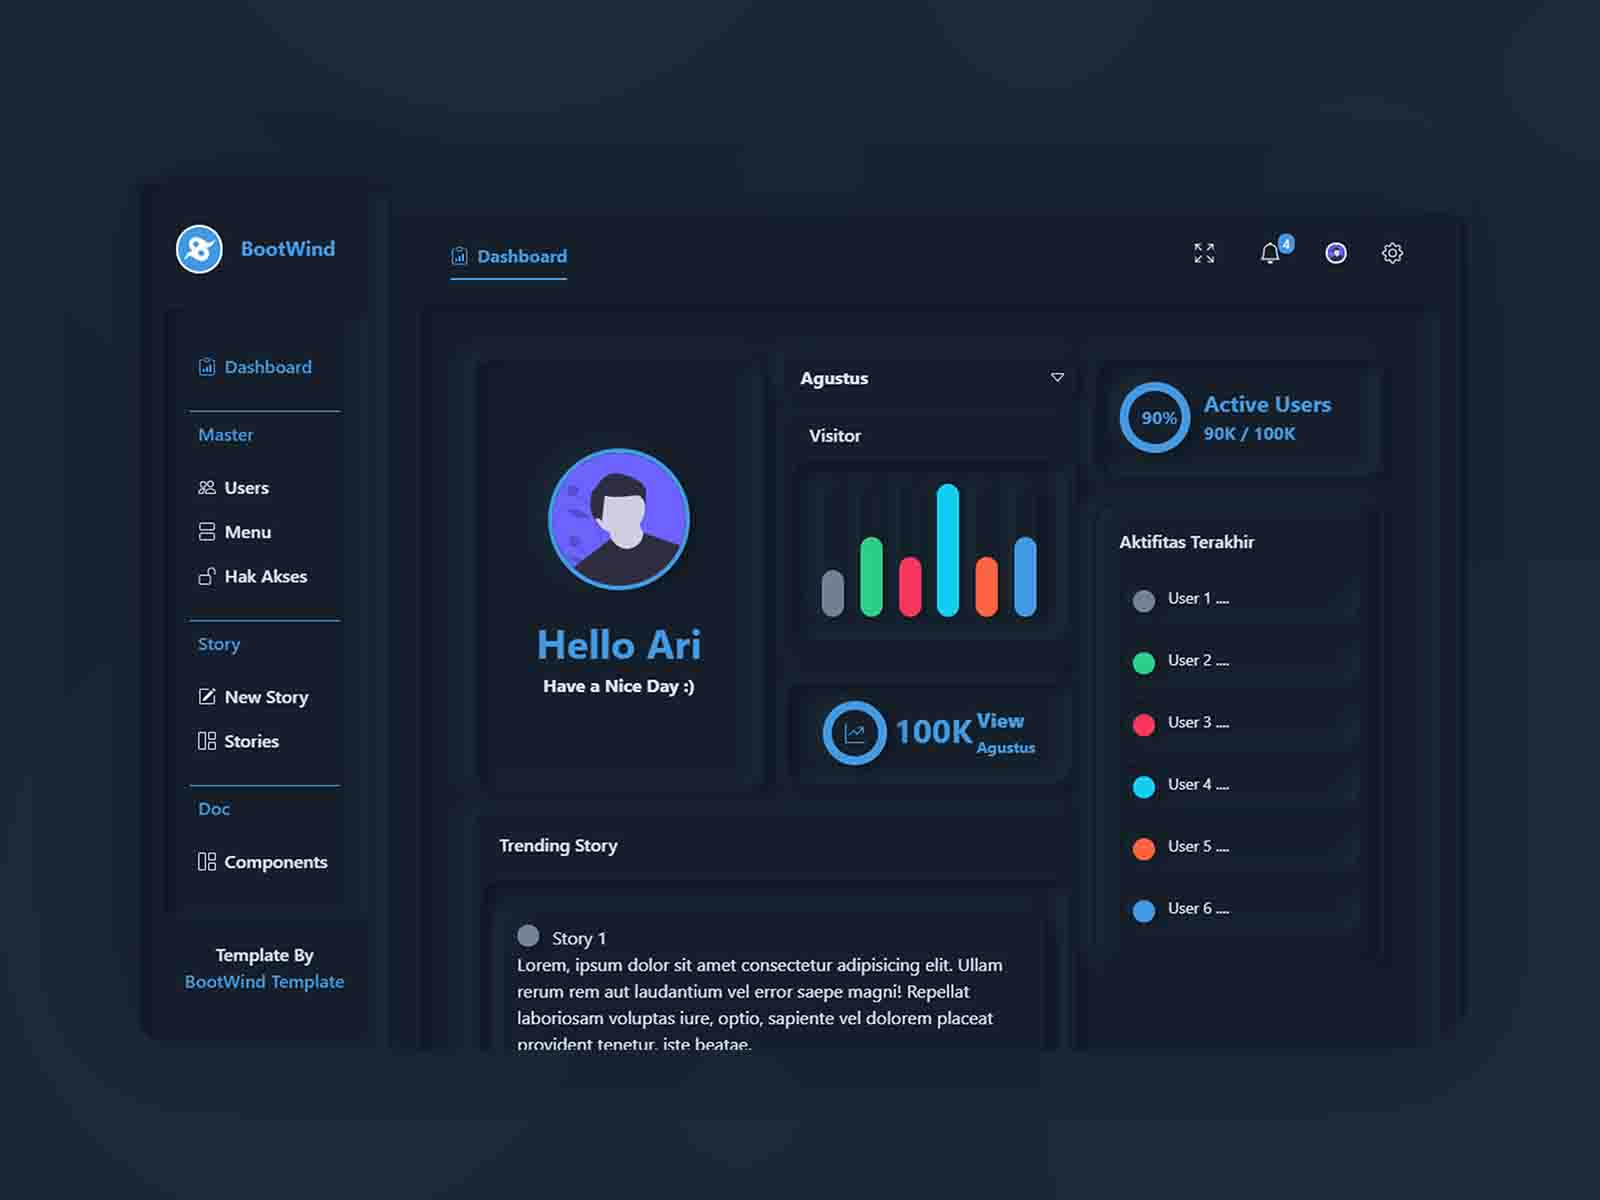 BootWind
Dashboard
Master
Users
Menu
Hak Akses
Story
New Story
Stories
Doc
Components
Template By
BootWind Template
Dashboard
4
Hello Ari
Have a Nice Day :)
Agustus
Visitor
100K
View
Agustus
90%
Active Users
90K / 100K
Aktifitas Terakhir
User 1 ....
User 2 ....
User 3 ....
User 4 ....
User 5 ....
User 6 ....
Trending Story
Story 1
Lorem, ipsum dolor sit amet consectetur adipisicing elit. Ullam
rerum rem aut laudantium vel error saepe magni! Repellat
laboriosam voluptas iure, optio, sapiente vel dolorem placeat
provident tenetur, iste beatae.